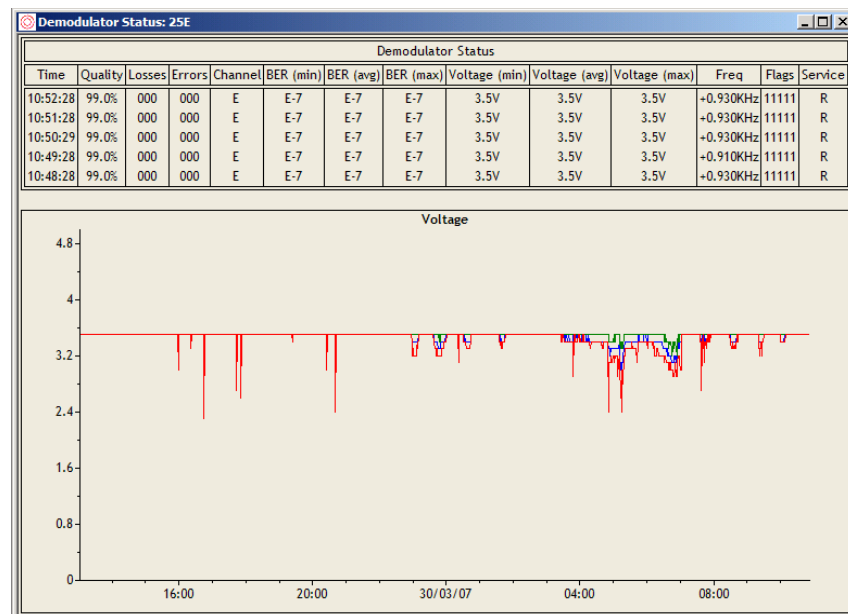 Demodulator Status: 25E
Demodulator Status
Time Quality Losses Errors Channel BER (min) BER (avg) BER (max) Voltage (min) Voltage (avg) Voltage (max) Freq Flags Service
10:52:28 99.0% 000 000 E E-7 E-7 E-7 3.5V 3.5V 3.5V +0.930KHz 11111 R
10:51:28 99.0% 000 000 E E-7 E-7 E-7 3.5V 3.5V 3.5V +0.930KHz 11111 R
10:50:29 99.0% 000 000 E E-7 E-7 E-7 3.5V 3.5V 3.5V +0.930KHz 11111 R
10:49:28 99.0% 000 000 E E-7 E-7 E-7 3.5V 3.5V 3.5V +0.910KHz 11111 R
10:48:28 99.0% 000 000 E E-7 E-7 E-7 3.5V 3.5V 3.5V +0.930KHz 11111 R
Voltage
4.8
4
3.2
2.4
1.6
0.8
0
16:00 20:00 30/03/07 04:00 08:00